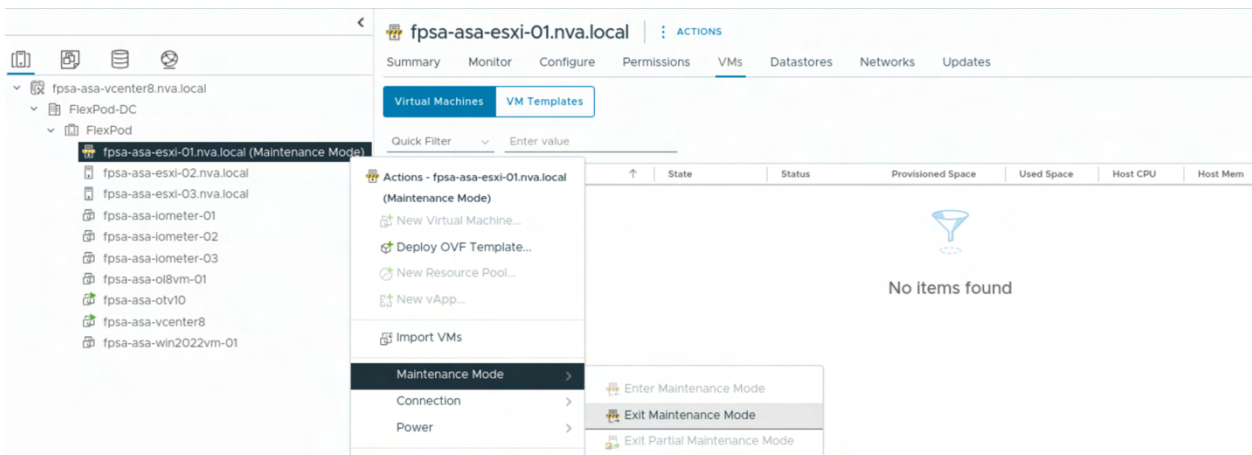 fpsa-asa-vcenter8.nva.local
FlexPod-DC
FlexPod
fpsa-asa-esxi-01.nva.local (Maintenance Mode)
fpsa-asa-esxi-02.nva.local
fpsa-asa-esxi-03.nva.local
fpsa-asa-iometer-01
fpsa-asa-iometer-02
fpsa-asa-iometer-03
fpsa-asa-ol8vm-01
fpsa-asa-otv10
fpsa-asa-vcenter8
fpsa-asa-win2022vm-01
fpsa-asa-esxi-01.nva.local ACTIONS
Summary Monitor Configure Permissions VMs Datastores Networks Updates
Virtual Machines VM Templates
Quick Filter Enter value
State Status Provisioned Space Used Space Host CPU Host Mem
No items found
Actions - fpsa-asa-esxi-01.nva.local
(Maintenance Mode)
New Virtual Machine...
Deploy OVF Template...
New Resource Pool...
New vApp...
Import VMs
Maintenance Mode
Connection
Power
Enter Maintenance Mode
Exit Maintenance Mode
Exit Partial Maintenance Mode